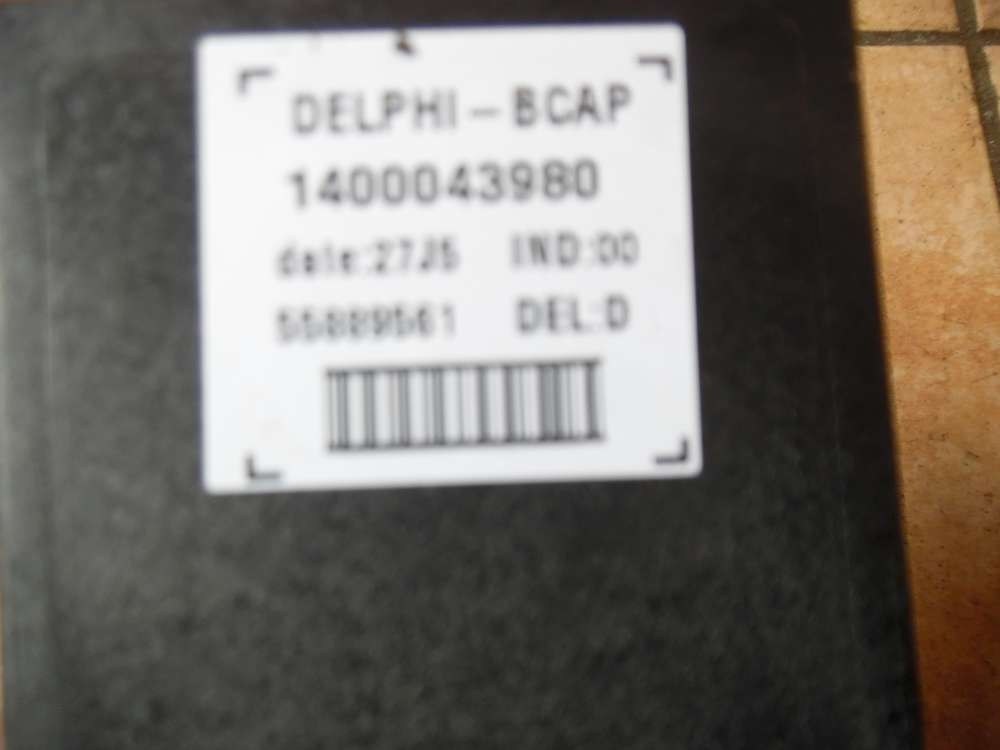 DELPHI - BCAP
1400043980
date:27J5 IND:00
55889561 DEL:D